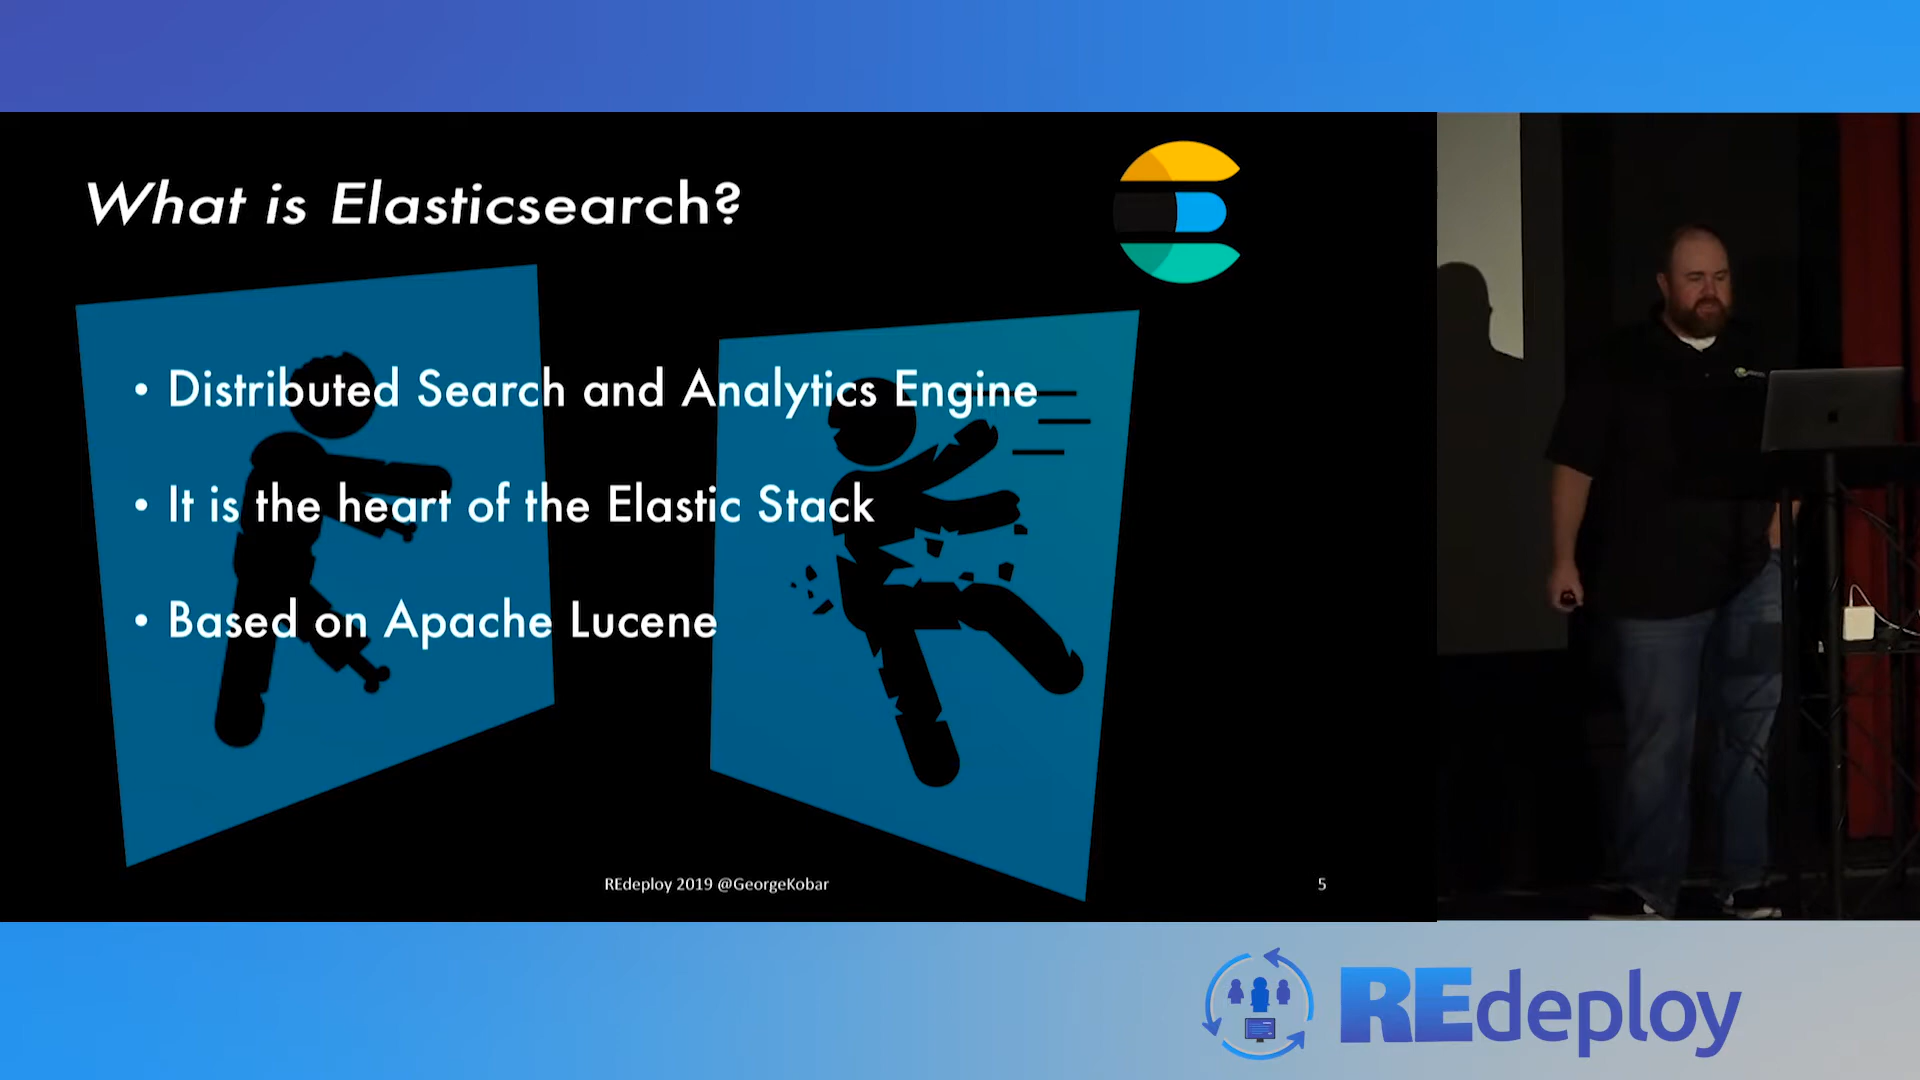 What is Elasticsearch?
• Distributed Search and Analytics Engine
• It is the heart of the Elastic Stack
• Based on Apache Lucene
REdeploy 2019 @GeorgeKobar
5
REdeploy